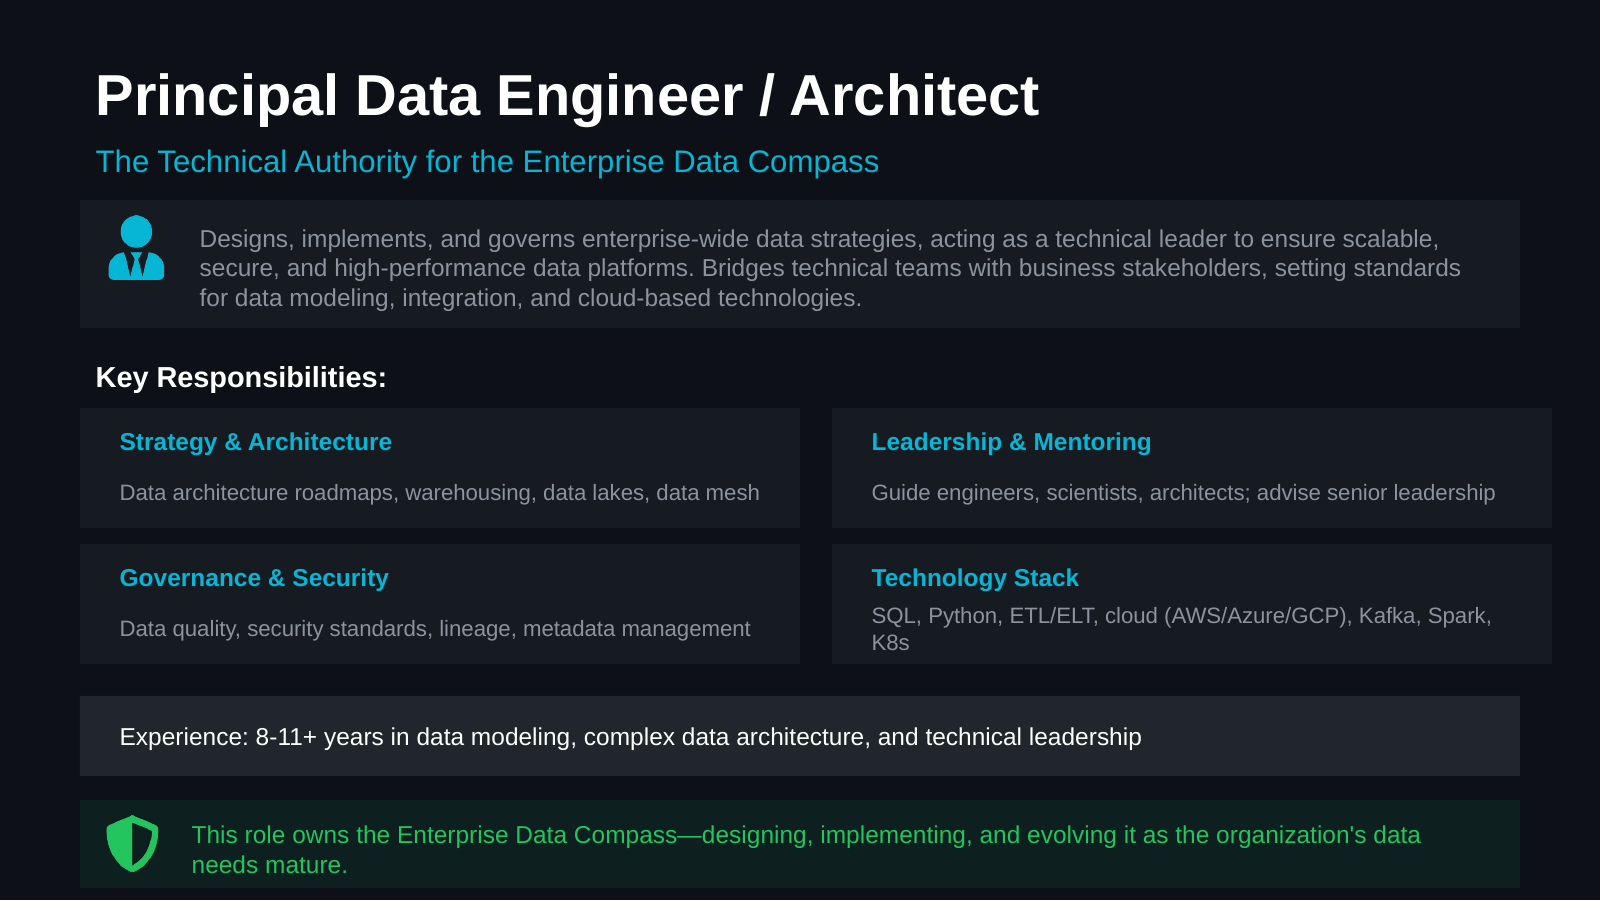 Principal Data Engineer / Architect
The Technical Authority for the Enterprise Data Compass
Designs, implements, and governs enterprise-wide data strategies, acting as a technical leader to ensure scalable,
secure, and high-performance data platforms. Bridges technical teams with business stakeholders, setting standards
for data modeling, integration, and cloud-based technologies.
Key Responsibilities:
Strategy & Architecture
Data architecture roadmaps, warehousing, data lakes, data mesh
Leadership & Mentoring
Guide engineers, scientists, architects; advise senior leadership
Governance & Security
Data quality, security standards, lineage, metadata management
Technology Stack
SQL, Python, ETL/ELT, cloud (AWS/Azure/GCP), Kafka, Spark,
K8s
Experience: 8-11+ years in data modeling, complex data architecture, and technical leadership
This role owns the Enterprise Data Compass—designing, implementing, and evolving it as the organization's data
needs mature.